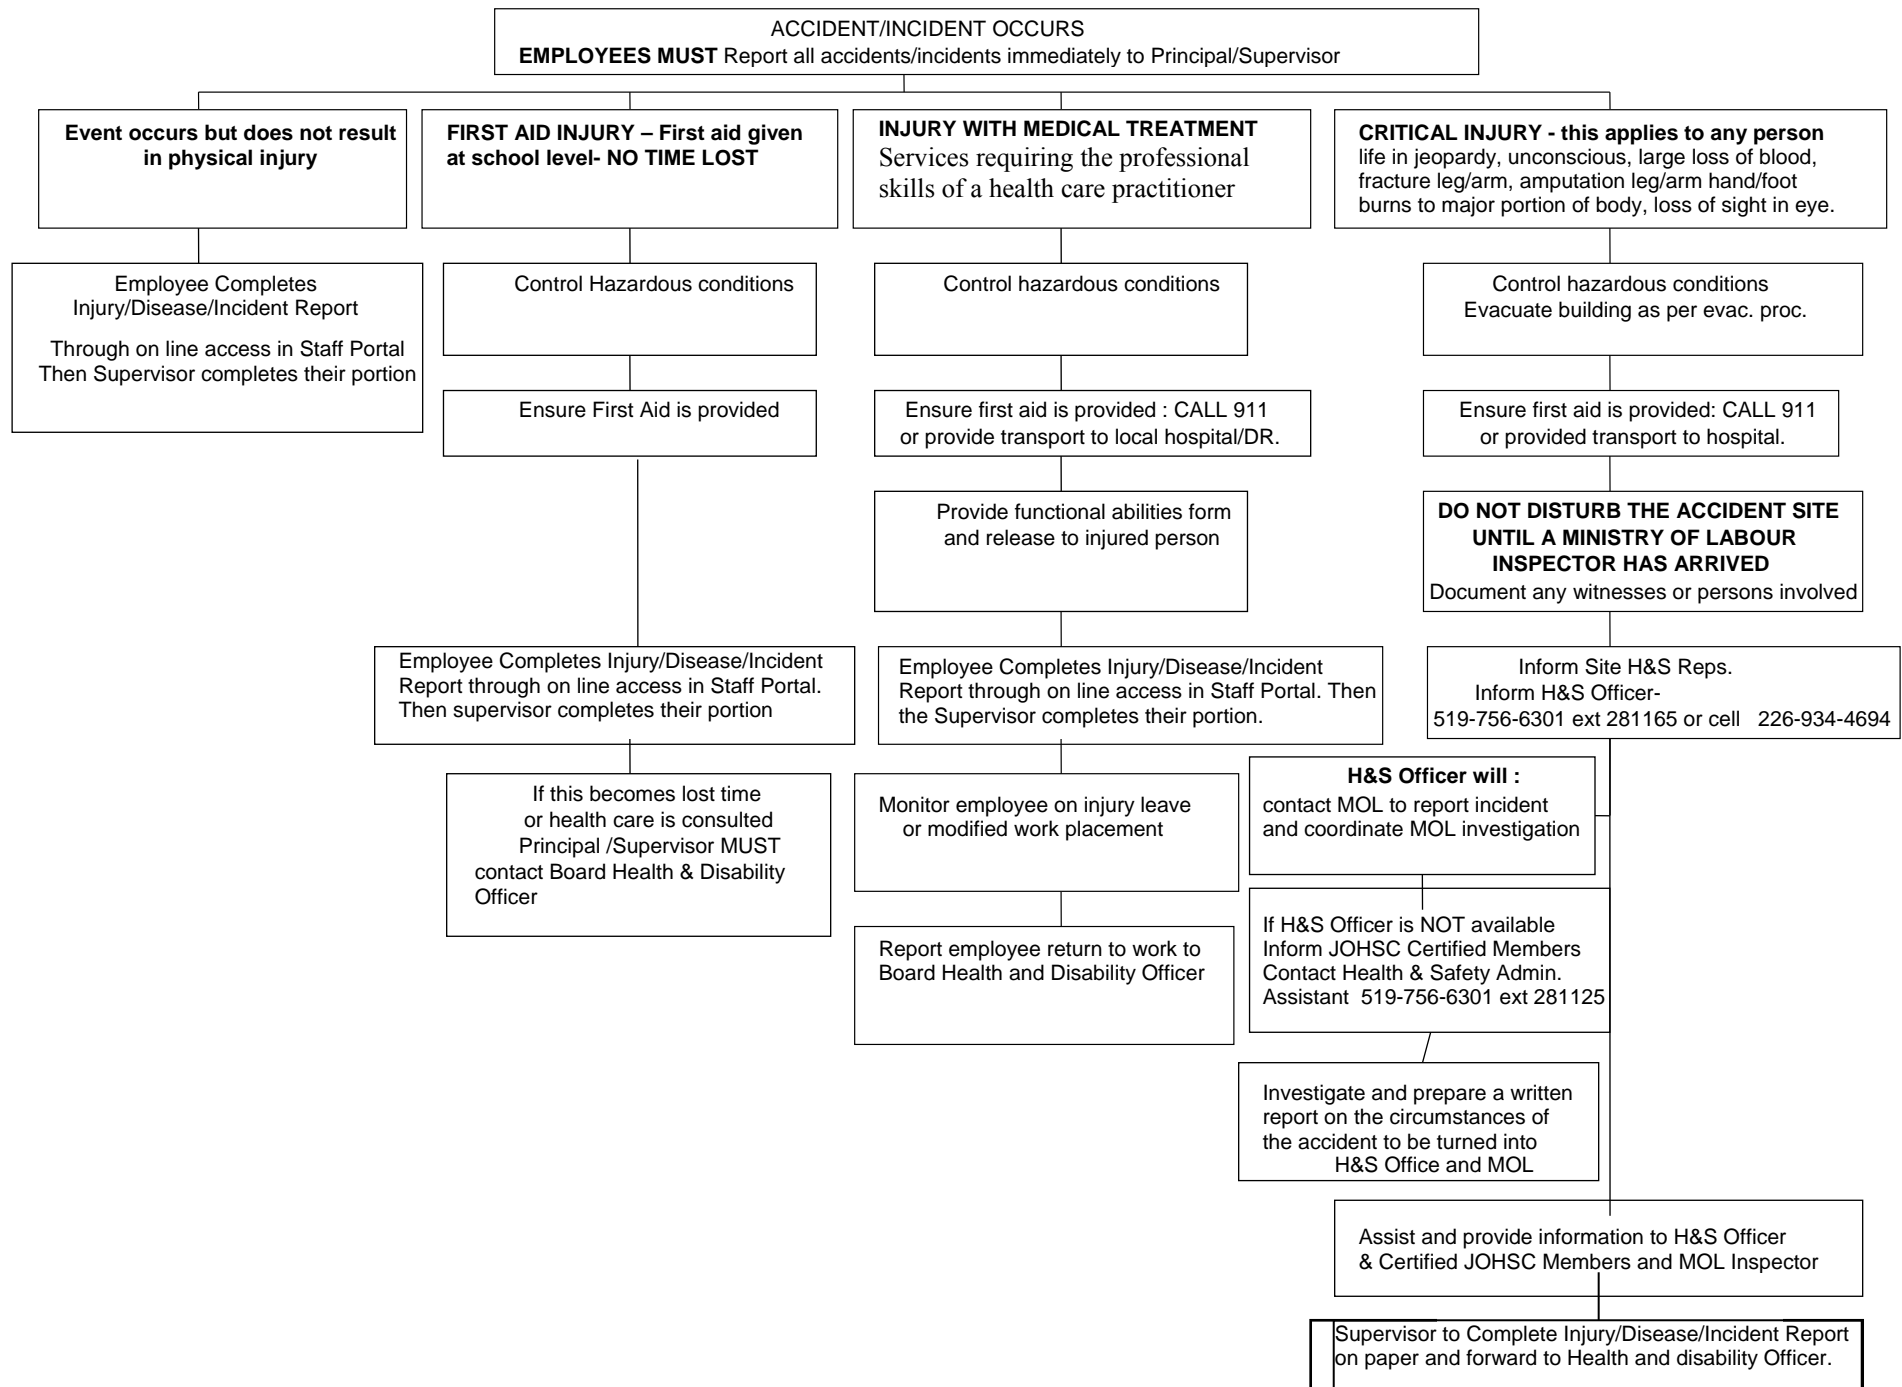 ACCIDENT/INCIDENT OCCURS
EMPLOYEES MUST Report all accidents/incidents immediately to Principal/Supervisor
Event occurs but does not result
in physical injury
Employee Completes
Injury/Disease/Incident Report
Through on line access in Staff Portal
Then Supervisor completes their portion
FIRST AID INJURY – First aid given
at school level- NO TIME LOST
Control Hazardous conditions
Ensure First Aid is provided
Employee Completes Injury/Disease/Incident
Report through on line access in Staff Portal.
Then supervisor completes their portion
If this becomes lost time
or health care is consulted
Principal /Supervisor MUST
contact Board Health & Disability
Officer
INJURY WITH MEDICAL TREATMENT
Services requiring the professional
skills of a health care practitioner
Control hazardous conditions
Ensure first aid is provided : CALL 911
or provide transport to local hospital/DR.
Provide functional abilities form
and release to injured person
Employee Completes Injury/Disease/Incident
Report through on line access in Staff Portal. Then
the Supervisor completes their portion.
Monitor employee on injury leave
or modified work placement
Report employee return to work to
Board Health and Disability Officer
CRITICAL INJURY - this applies to any person
life in jeopardy, unconscious, large loss of blood,
fracture leg/arm, amputation leg/arm hand/foot
burns to major portion of body, loss of sight in eye.
Control hazardous conditions
Evacuate building as per evac. proc.
Ensure first aid is provided: CALL 911
or provided transport to hospital.
DO NOT DISTURB THE ACCIDENT SITE
UNTIL A MINISTRY OF LABOUR
INSPECTOR HAS ARRIVED
Document any witnesses or persons involved
Inform Site H&S Reps.
Inform H&S Officer-
519-756-6301 ext 281165 or cell 226-934-4694
H&S Officer will :
contact MOL to report incident
and coordinate MOL investigation
If H&S Officer is NOT available
Inform JOHSC Certified Members
Contact Health & Safety Admin.
Assistant 519-756-6301 ext 281125
Investigate and prepare a written
report on the circumstances of
the accident to be turned into
H&S Office and MOL
Assist and provide information to H&S Officer
& Certified JOHSC Members and MOL Inspector
Supervisor to Complete Injury/Disease/Incident Report
on paper and forward to Health and disability Officer.